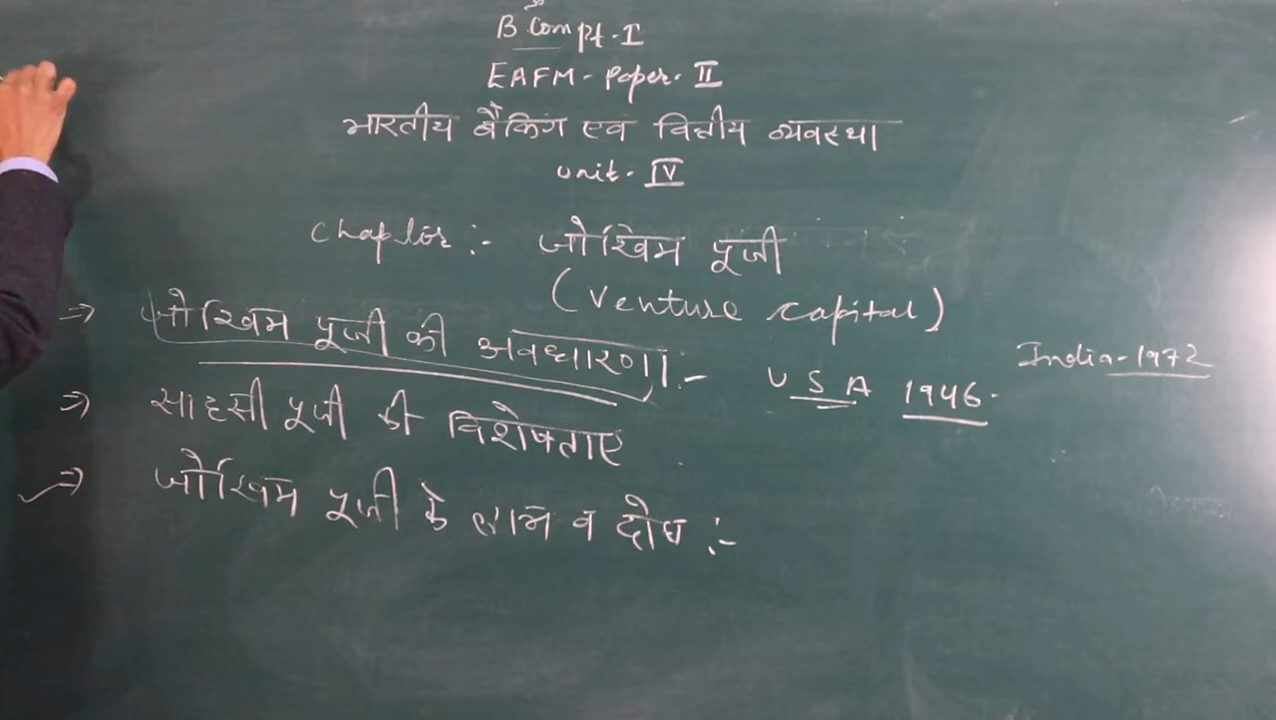 B Com pt-I
EAFM- Paper- II
भारतीय बैंकिंग एवं वित्तीय व्यवस्था
Unit- IV
Chapter:- जोखिम पूंजी
(Venture Capital)
⇒ जोखिम पूंजी की अवधारणा:- USA 1946. India-1972
⇒ साहसी पूंजी की विशेषताएं
⇒ जोखिम पूंजी के लाभ व दोष :-